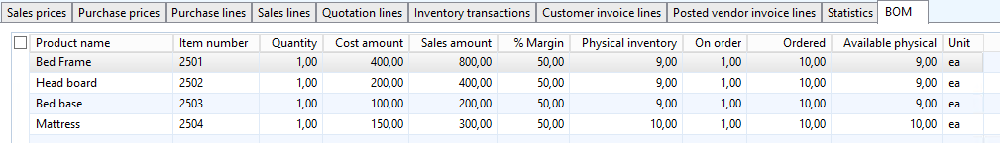 Sales prices Purchase prices Purchase lines Sales lines Quotation lines Inventory transactions Customer invoice lines Posted vendor invoice lines Statistics BOM
Product name Item number Quantity Cost amount Sales amount % Margin Physical inventory On order Ordered Available physical Unit
Bed Frame 2501 1,00 400,00 800,00 50,00 9,00 1,00 10,00 9,00 ea
Head board 2502 1,00 200,00 400,00 50,00 9,00 1,00 10,00 9,00 ea
Bed base 2503 1,00 100,00 200,00 50,00 9,00 1,00 10,00 9,00 ea
Mattress 2504 1,00 150,00 300,00 50,00 10,00 1,00 10,00 10,00 ea